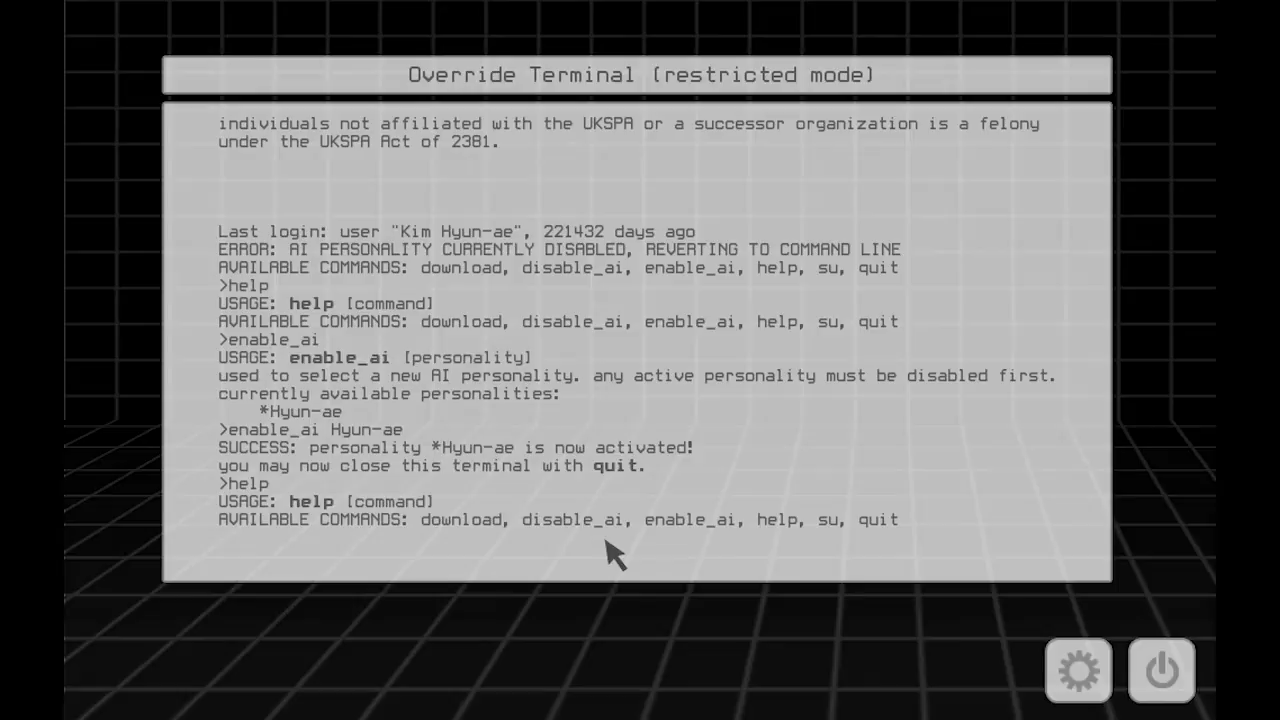 Override Terminal (restricted mode)
individuals not affiliated with the UKSPA or a successor organization is a felony
under the UKSPA Act of 2381.
Last login: user "Kim Hyun-ae", 221432 days ago
ERROR: AI PERSONALITY CURRENTLY DISABLED, REVERTING TO COMMAND LINE
AVAILABLE COMMANDS: download, disable_ai, enable_ai, help, su, quit
>help
USAGE: help [command]
AVAILABLE COMMANDS: download, disable_ai, enable_ai, help, su, quit
>enable_ai
USAGE: enable_ai [personality]
used to select a new AI personality. any active personality must be disabled first.
currently available personalities:
*Hyun-ae
>enable_ai Hyun-ae
SUCCESS: personality *Hyun-ae is now activated!
you may now close this terminal with quit.
>help
USAGE: help [command]
AVAILABLE COMMANDS: download, disable_ai, enable_ai, help, su, quit